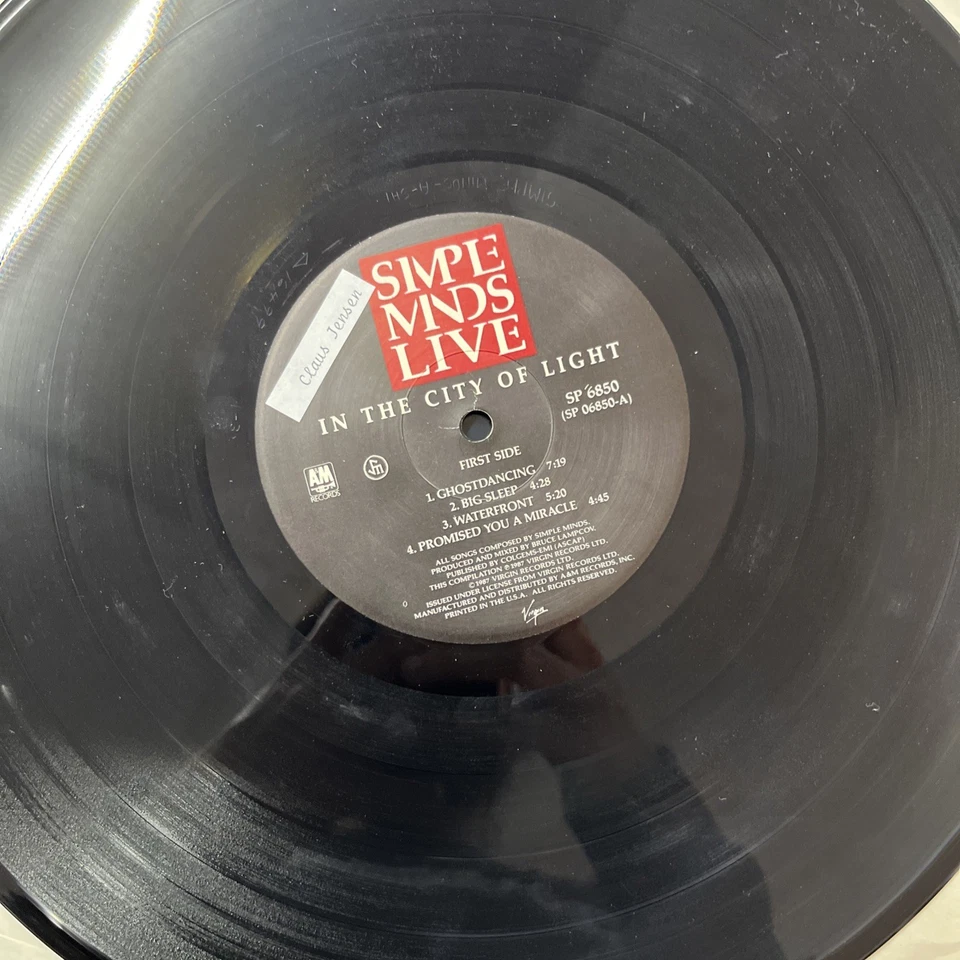 SIMPLE
MINDS
LIVE
Claus Jensen
IN THE CITY OF LIGHT
SP 6850
(SP 06850-A)
FIRST SIDE
A&M
RECORDS
1. GHOSTDANCING 7:19
2. BIG SLEEP 4:28
3. WATERFRONT 5:20
4. PROMISED YOU A MIRACLE 4:45
ALL SONGS COMPOSED BY SIMPLE MINDS.
PRODUCED AND MIXED BY BRUCE LAMPCOV.
PUBLISHED BY COLGEMS-EMI (ASCAP)
THIS COMPILATION ℗ 1987 VIRGIN RECORDS LTD.
© 1987 VIRGIN RECORDS LTD.
ISSUED UNDER LICENSE FROM VIRGIN RECORDS LTD.
MANUFACTURED AND DISTRIBUTED BY A&M RECORDS, INC.
PRINTED IN THE U.S.A. ALL RIGHTS RESERVED.
Virgin